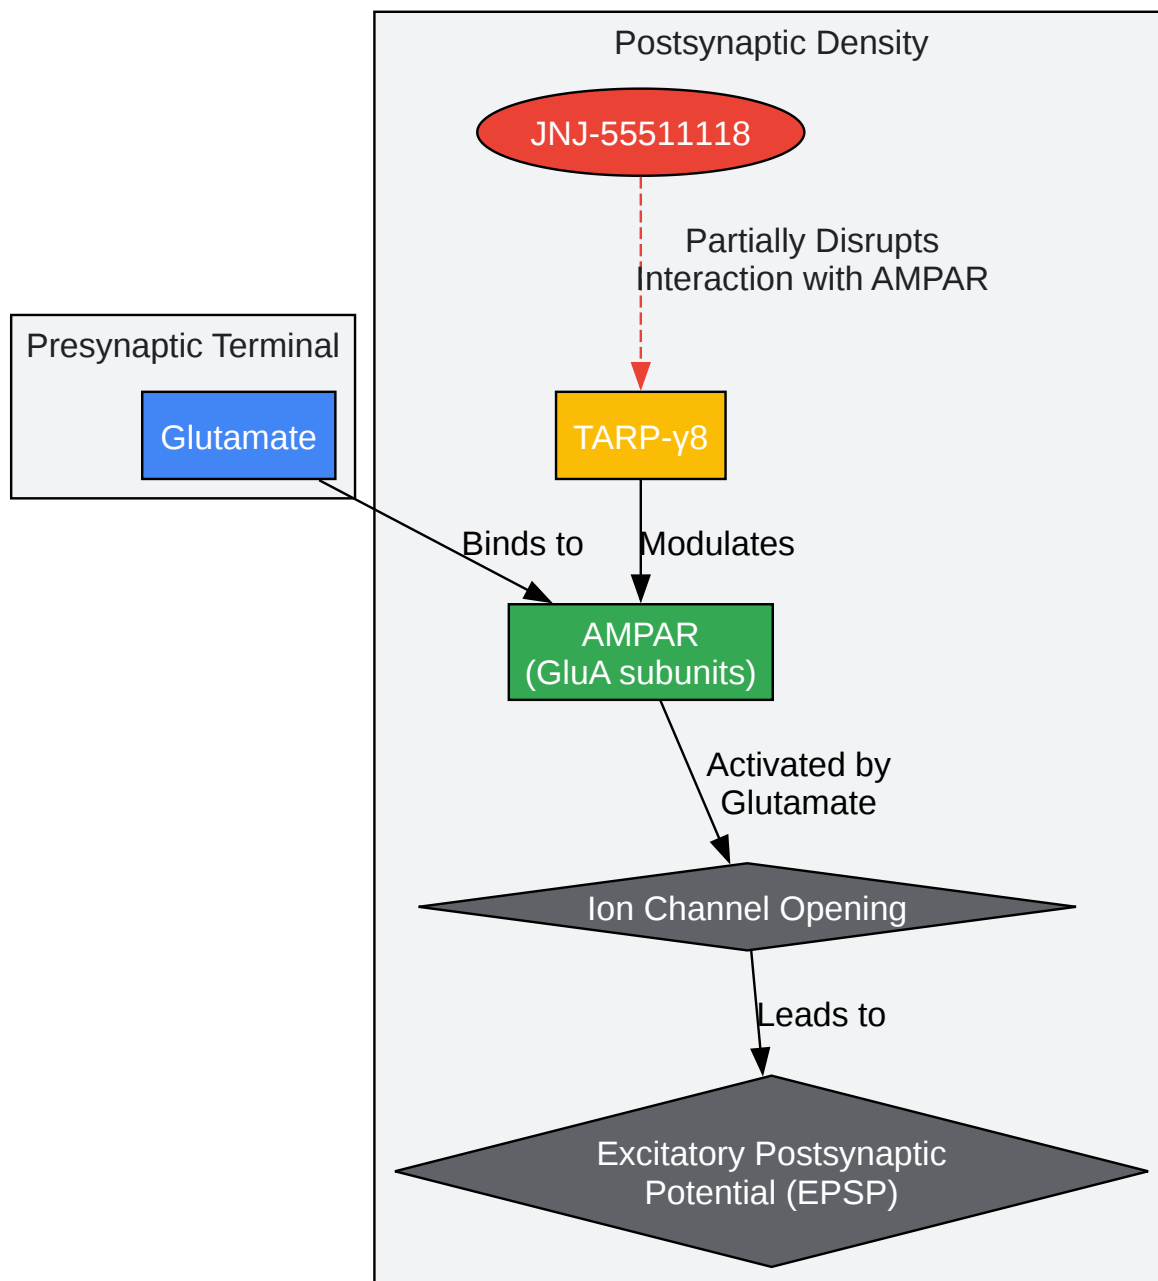 Postsynaptic Density
JNJ-55511118
Partially Disrupts
Interaction with AMPAR
Presynaptic Terminal
Glutamate
TARP-γ8
Binds to
Modulates
AMPAR
(GluA subunits)
Activated by
Glutamate
Ion Channel Opening
Leads to
Excitatory Postsynaptic
Potential (EPSP)